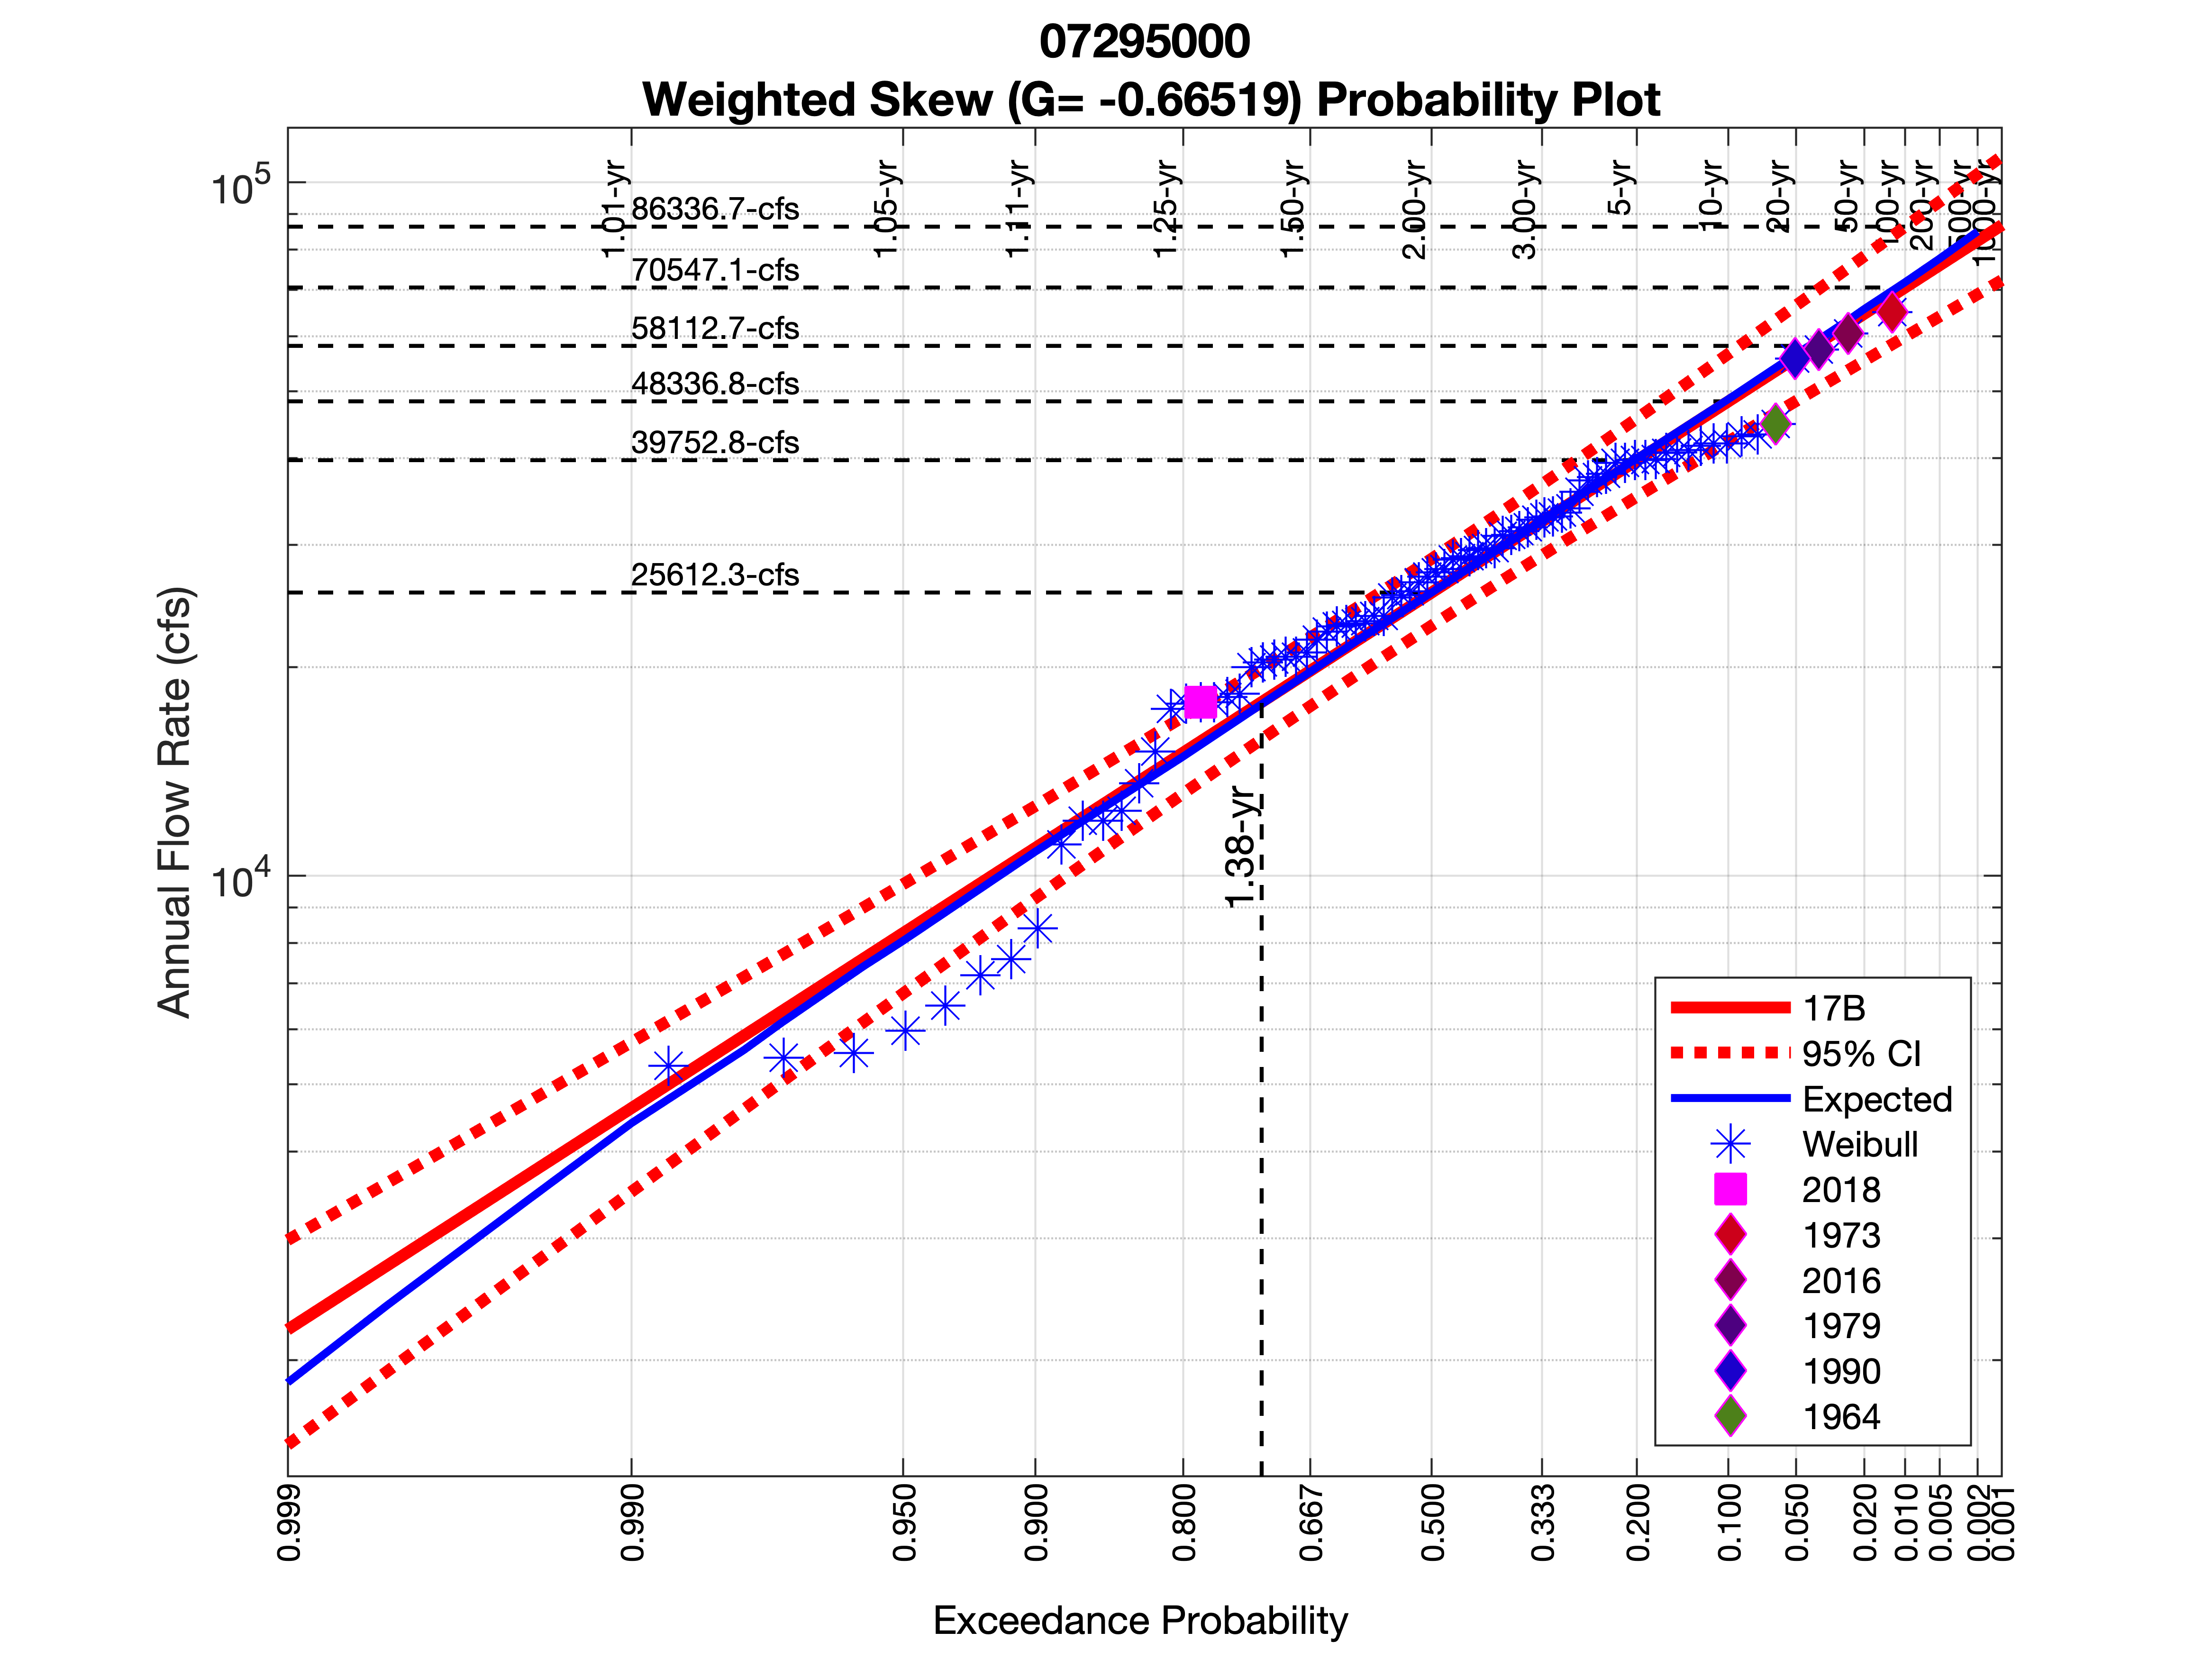 07295000
Weighted Skew (G= -0.66519) Probability Plot
10^5
10^4
Annual Flow Rate (cfs)
1.01-yr
1.05-yr
1.11-yr
1.25-yr
1.50-yr
2.00-yr
3.00-yr
5-yr
10-yr
20-yr
50-yr
100-yr
200-yr
500-yr
1000-yr
86336.7-cfs
70547.1-cfs
58112.7-cfs
48336.8-cfs
39752.8-cfs
25612.3-cfs
1.38-yr
17B
95% CI
Expected
Weibull
2018
1973
2016
1979
1990
1964
0.999
0.990
0.950
0.900
0.800
0.667
0.500
0.333
0.200
0.100
0.050
0.020
0.010
0.005
0.002
0.001
Exceedance Probability